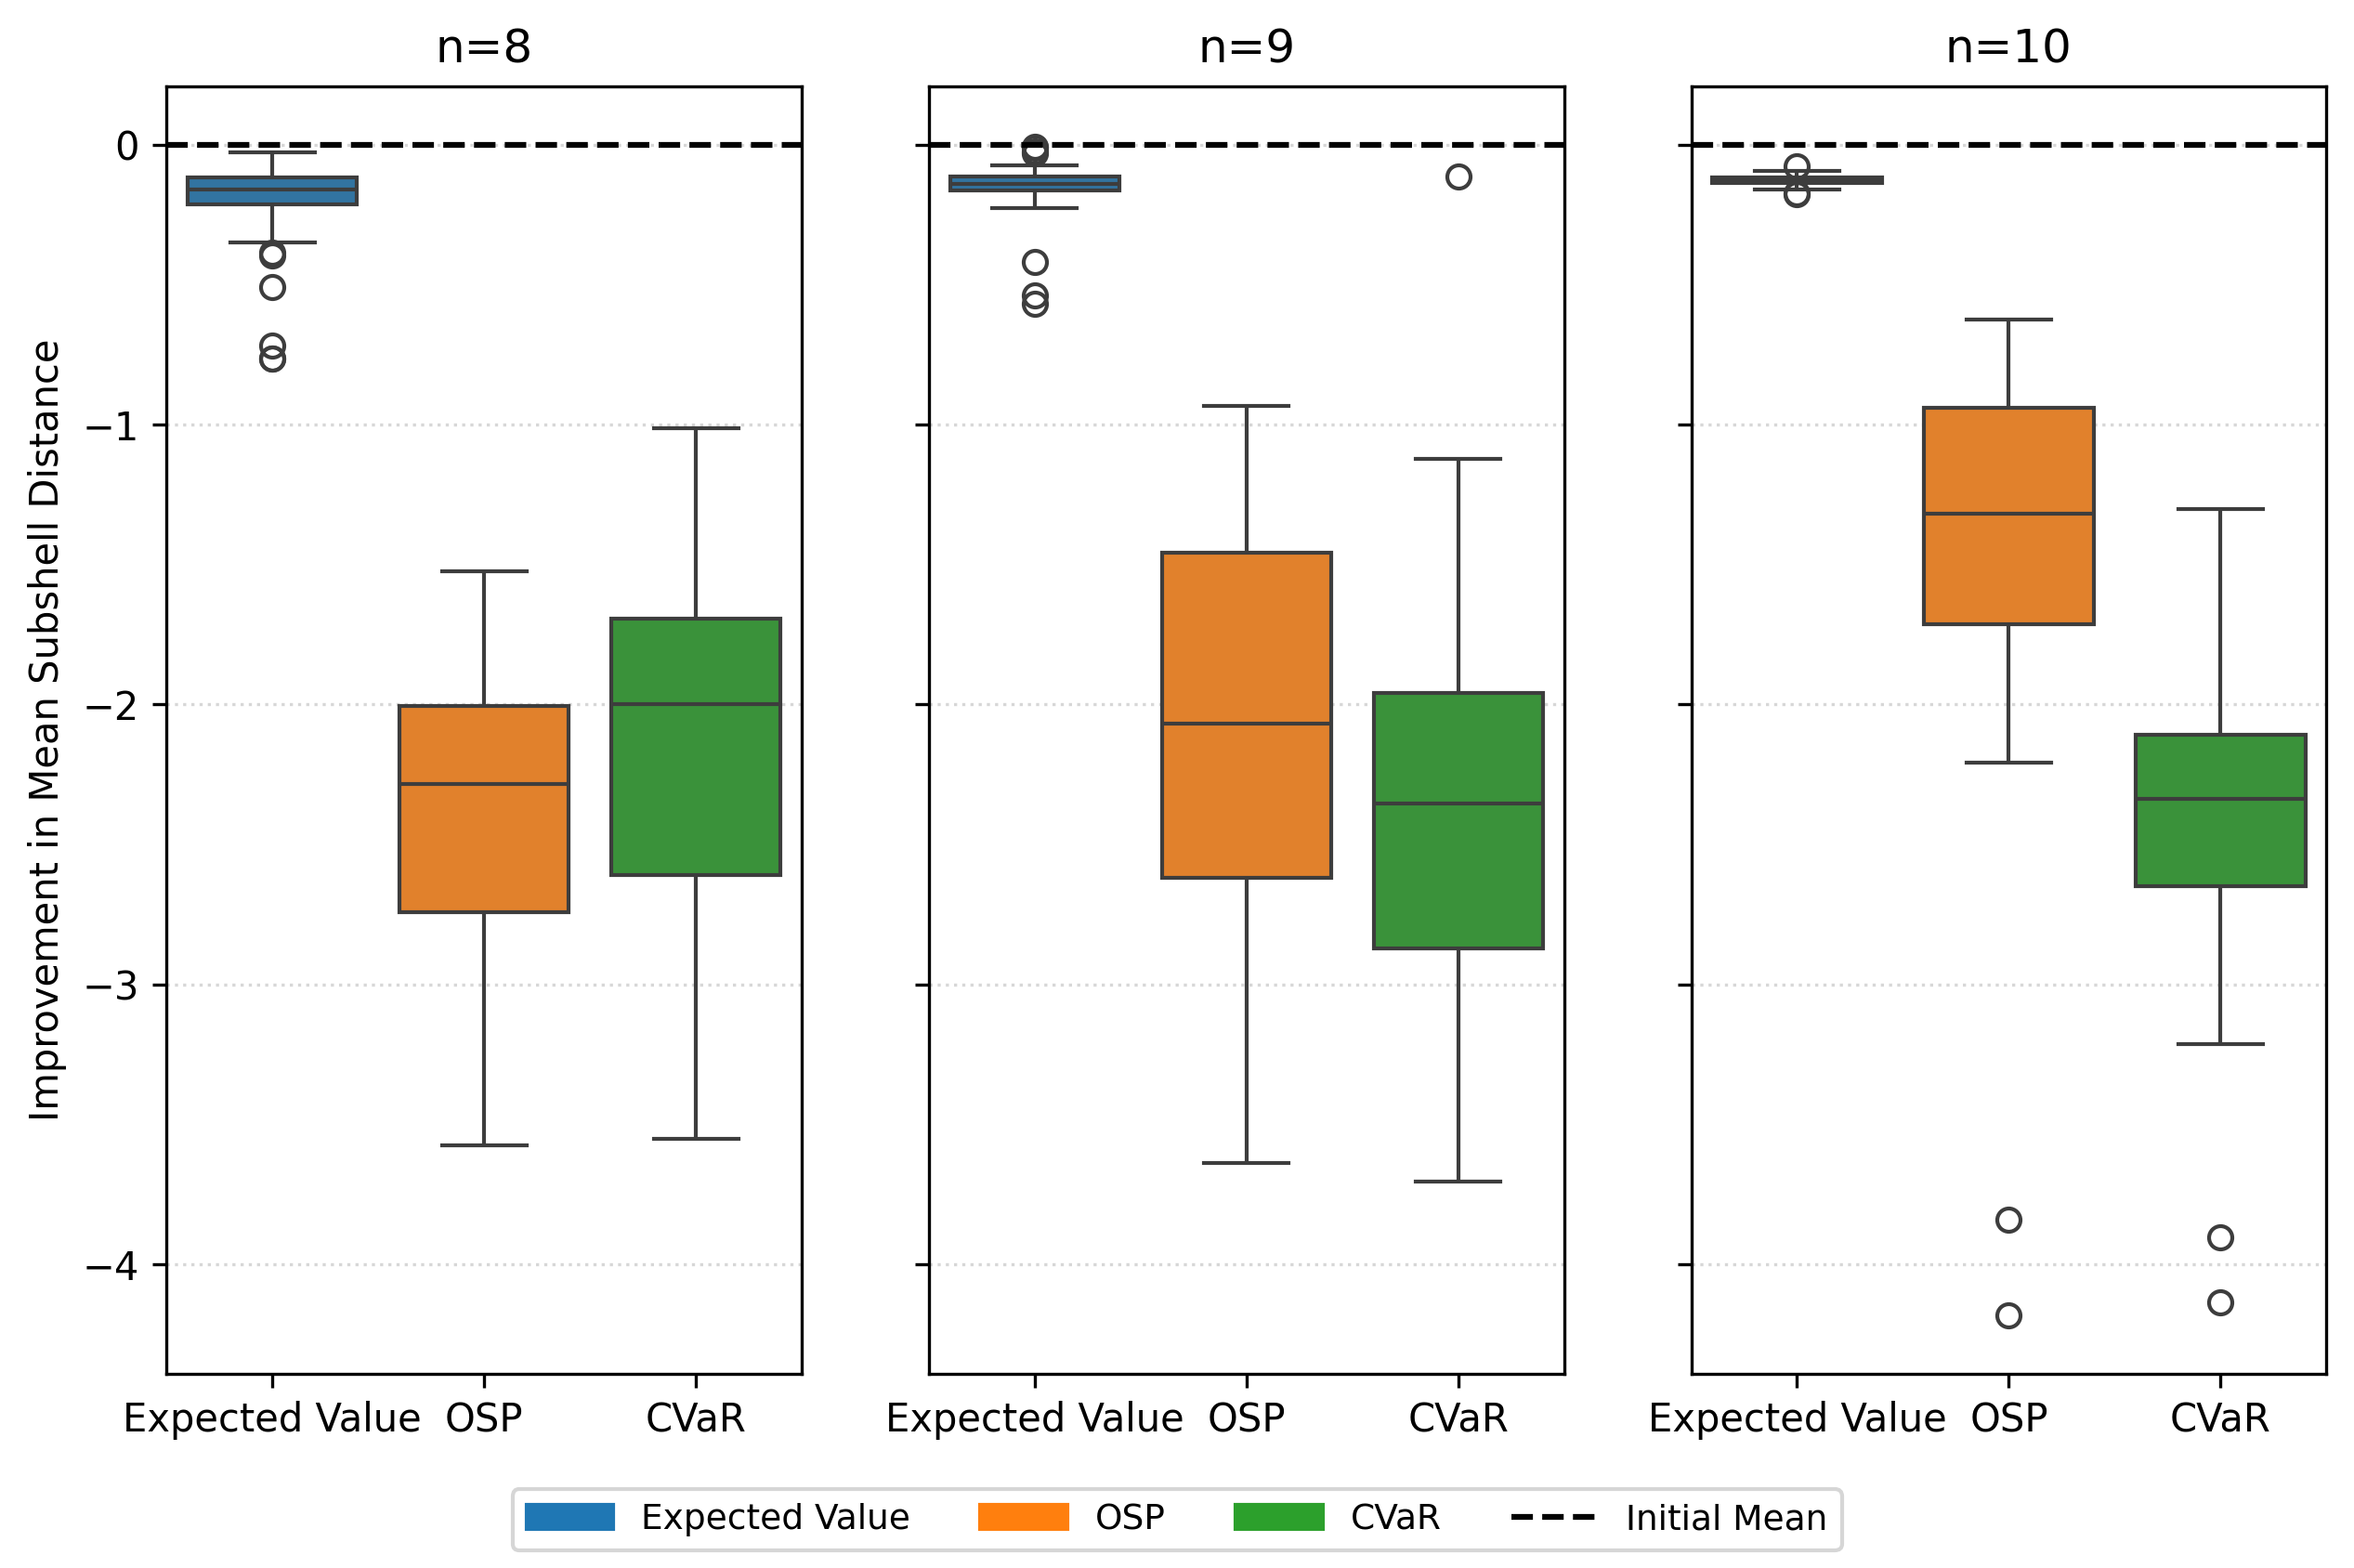 n=8
n=9
n=10
Improvement in Mean Subshell Distance
0
−1
−2
−3
−4
Expected Value OSP CVaR
Expected Value OSP CVaR
Expected Value OSP CVaR
Expected Value OSP CVaR Initial Mean